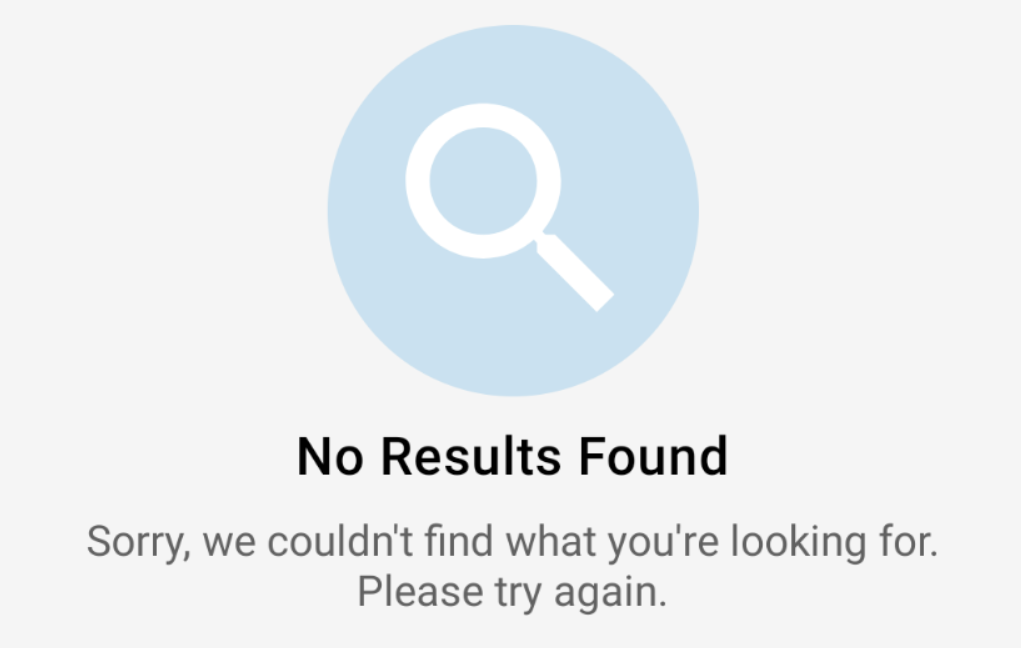 No Results Found
Sorry, we couldn't find what you're looking for.
Please try again.